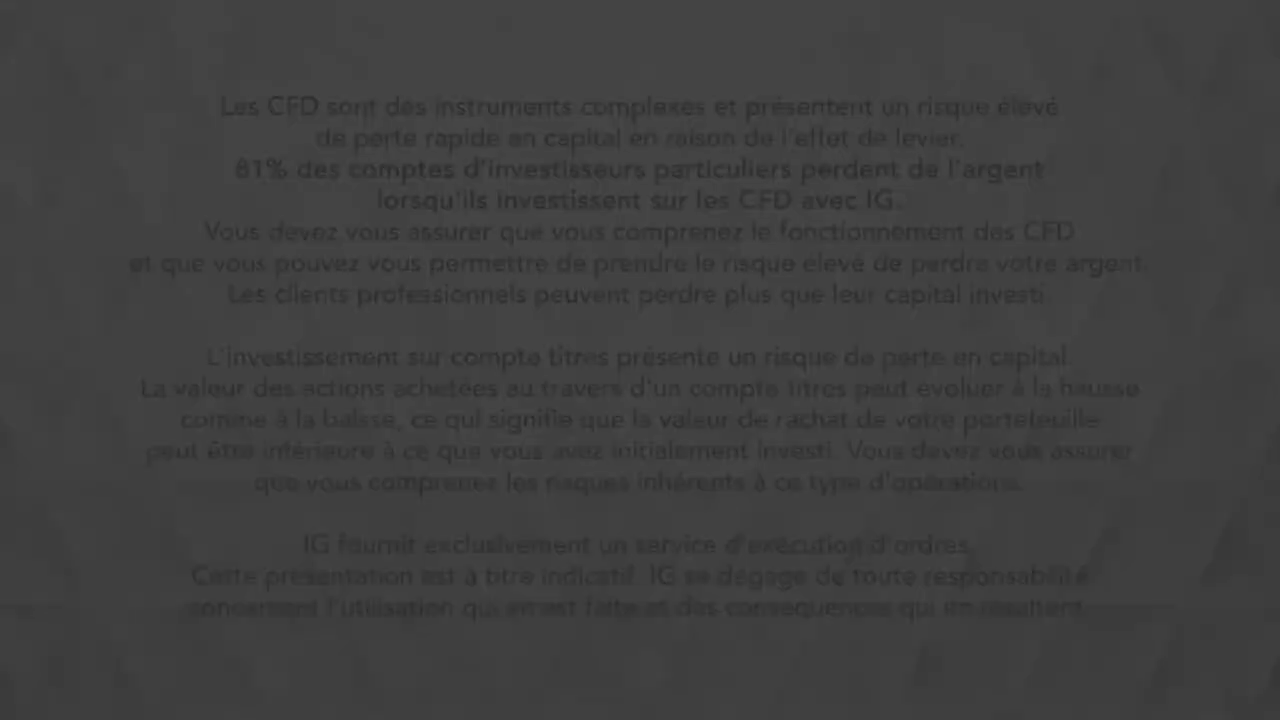 Les CFD sont des instruments complexes et présentent un risque élevé
de perte rapide en capital en raison de l'effet de levier.
81% des comptes d'investisseurs particuliers perdent de l'argent
lorsqu'ils investissent sur les CFD avec IG.
Vous devez vous assurer que vous comprenez le fonctionnement des CFD
et que vous pouvez vous permettre de prendre le risque élevé de perdre votre argent.
Les clients professionnels peuvent perdre plus que leur capital investi.
L'investissement sur compte titres présente un risque de perte en capital.
La valeur des actions achetées au travers d'un compte titres peut évoluer à la hausse
comme à la baisse, ce qui signifie que la valeur de rachat de votre portefeuille
peut être inférieure à ce que vous avez initialement investi. Vous devez vous assurer
que vous comprenez les risques inhérents à ce type d'opérations.
IG fournit exclusivement un service d'exécution d'ordres.
Cette présentation est à titre indicatif. IG se dégage de toute responsabilité
concernant l'utilisation qui en est faite et des conséquences qui en résultent.